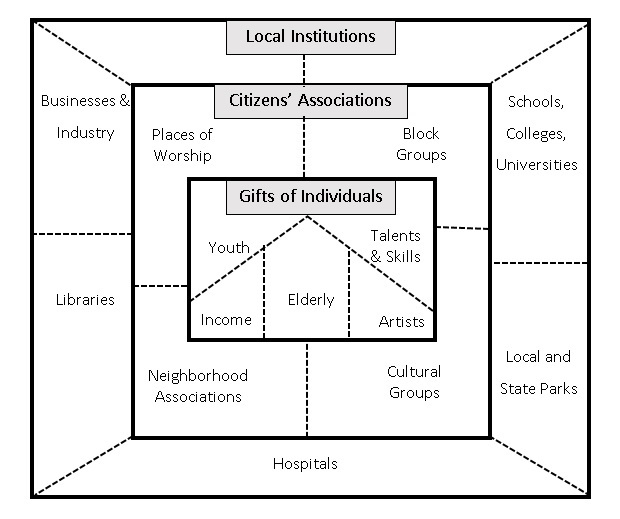 Local Institutions
Businesses &
Industry
Citizens’ Associations
Schools,
Colleges,
Universities
Places of
Worship
Block
Groups
Gifts of Individuals
Youth
Talents
& Skills
Libraries
Income
Elderly
Artists
Neighborhood
Associations
Cultural
Groups
Local and
State Parks
Hospitals